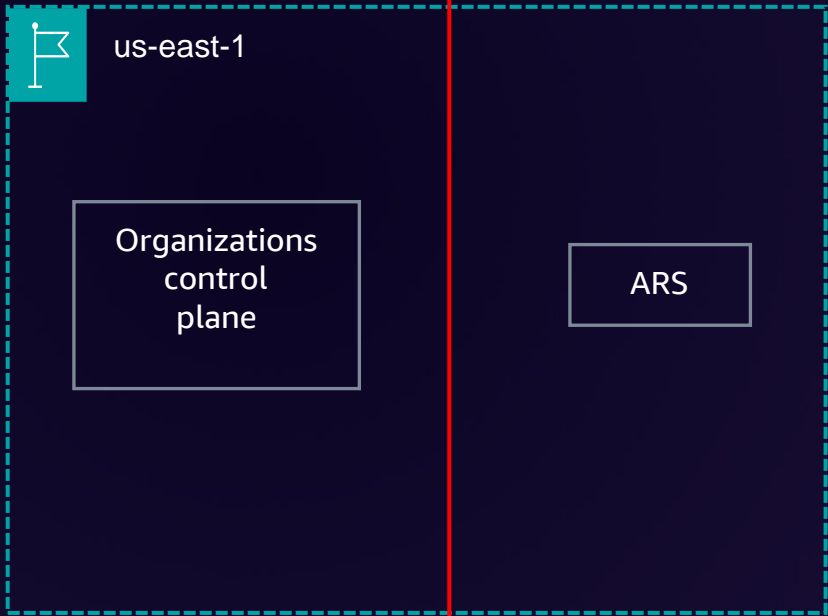 us-east-1
Organizations
control
plane
ARS